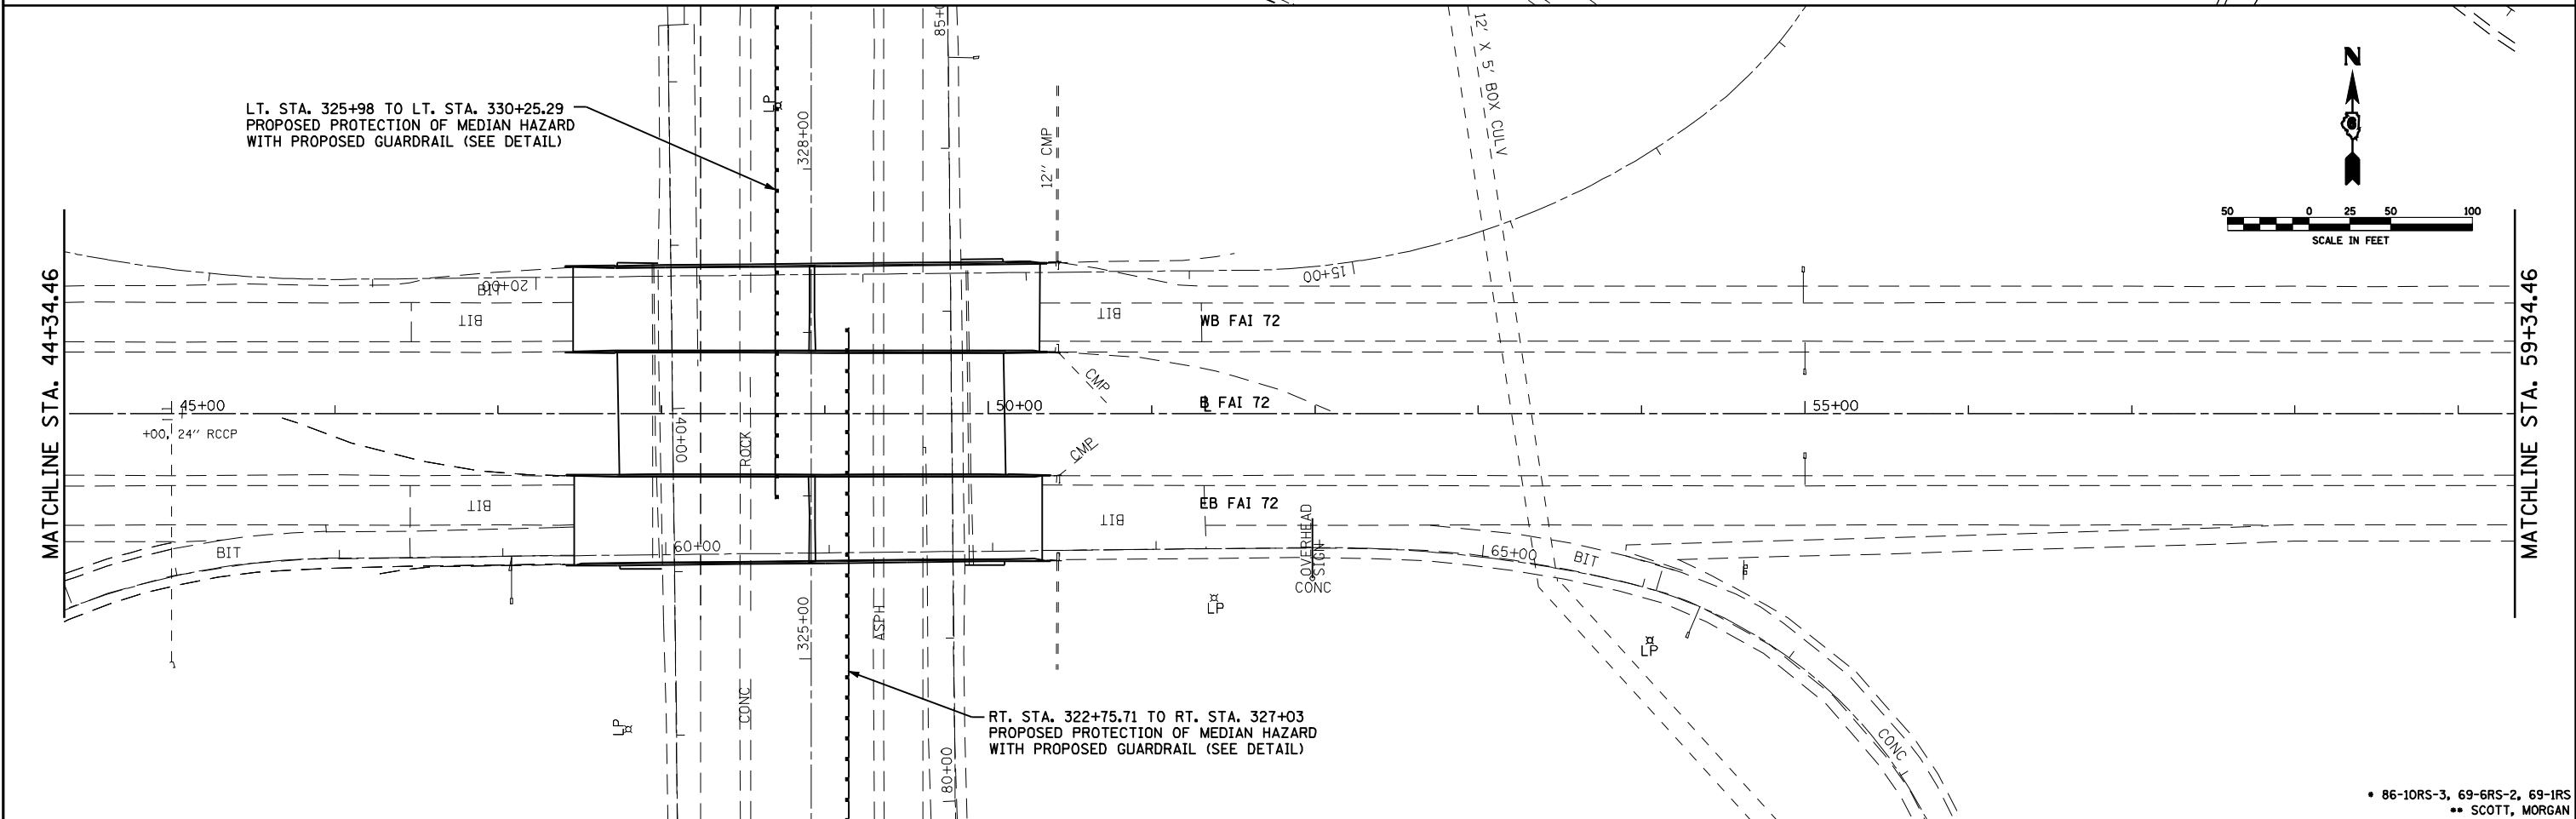 85+0
12' X 5' BOX CULV
N
LT. STA. 325+98 TO LT. STA. 330+25.29
PROPOSED PROTECTION OF MEDIAN HAZARD
WITH PROPOSED GUARDRAIL (SEE DETAIL)
LP
328+00
12" CMP
50 0 25 50 100
SCALE IN FEET
MATCHLINE STA. 44+34.46
20+00
BIT
BIT
BIT
15+00
WB FAI 72
MATCHLINE STA. 59+34.46
CMP
45+00
50+00
℄ FAI 72
55+00
+00, 24" RCCP
40+00
ROCK
CMP
BIT
BIT
EB FAI 72
OVERHEAD
SIGN
BIT
60+00
65+00
BIT
CONC
LP
325+00
ASPH
LP
CONC
LP
RT. STA. 322+75.71 TO RT. STA. 327+03
PROPOSED PROTECTION OF MEDIAN HAZARD
WITH PROPOSED GUARDRAIL (SEE DETAIL)
80+00
CONC
* 86-10RS-3, 69-6RS-2, 69-1RS
** SCOTT, MORGAN